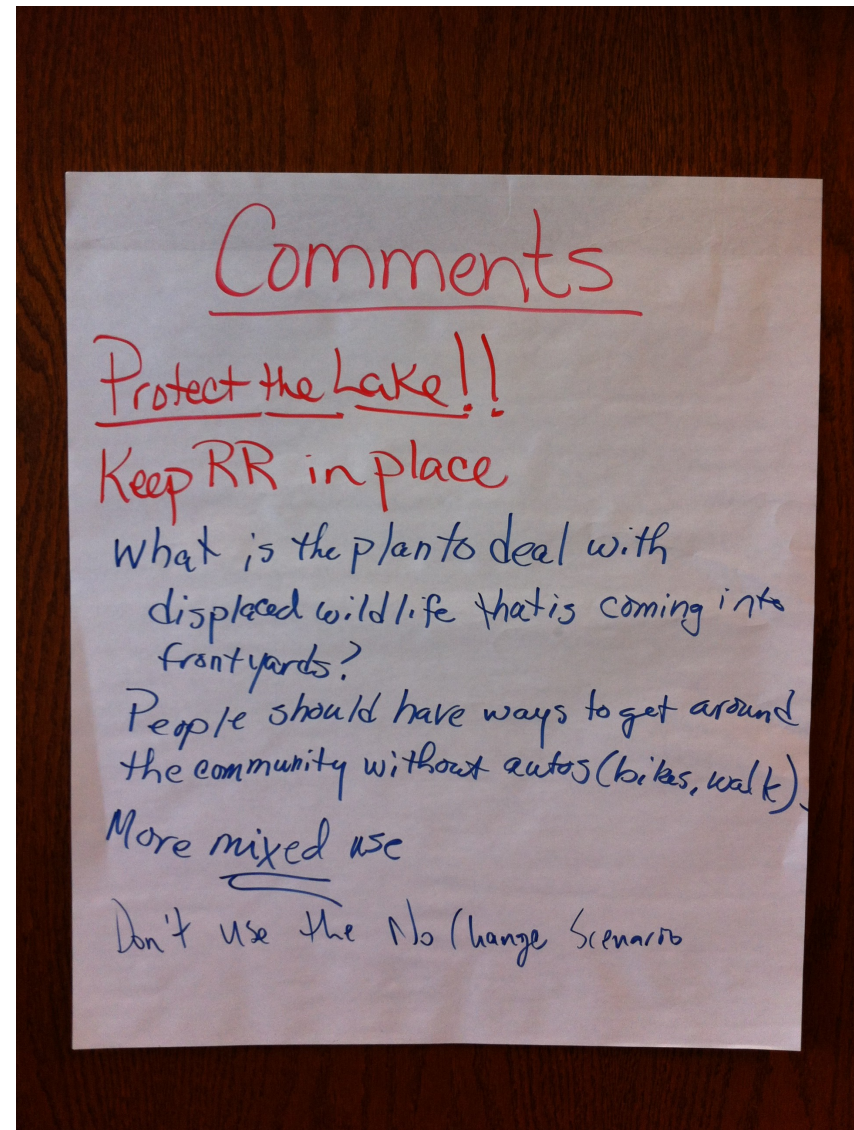 Comments
Protect the Lake!!
Keep RR in place
What is the plan to deal with
displaced wildlife that is coming into
front yards?
People should have ways to get around
the community without autos (bikes, walk).
More mixed use
Don't use the No Change Scenario